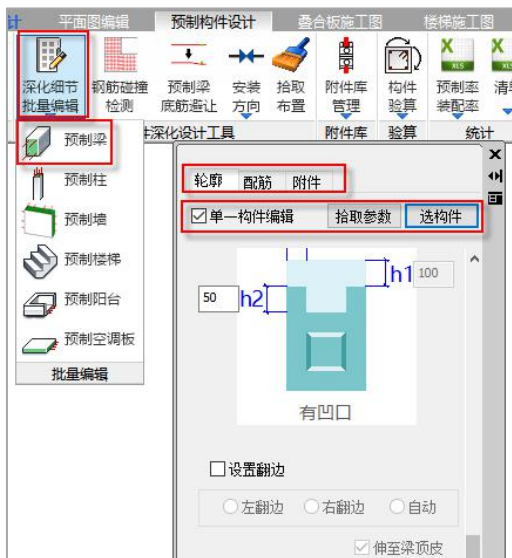 计 平面图编辑 预制构件设计 叠合板施工图 楼梯施工图
深化细节 钢筋碰撞 预制梁 安装 拾取 附件库 构件 预制率
批量编辑 检测 底筋避让 方向 布置 管理 验算 装配率
深化设计工具 附件库 验算 统计
预制梁
预制柱
预制墙
预制楼梯
预制阳台
预制空调板
批量编辑
轮廓 配筋 附件
单一构件编辑 拾取参数 选构件
h1 100
50 h2
有凹口
设置翻边
左翻边 右翻边 自动
伸至梁顶皮